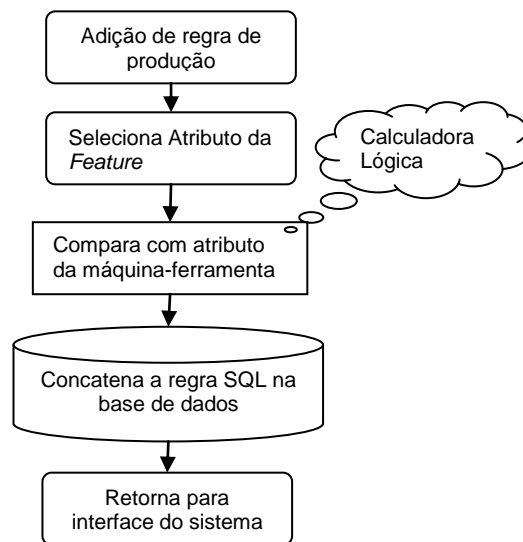 Adição de regra de
produção
Seleciona Atributo da
Feature
Calculadora
Lógica
Compara com atributo
da máquina-ferramenta
Concatena a regra SQL na
base de dados
Retorna para
interface do sistema